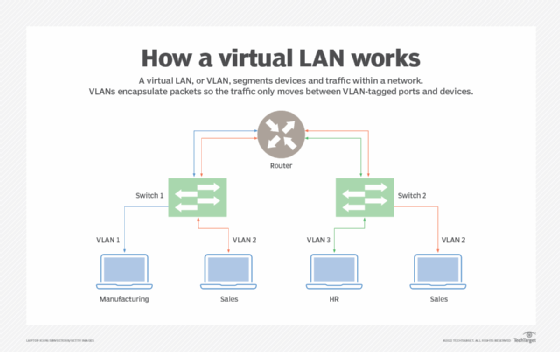 How a virtual LAN works
A virtual LAN, or VLAN, segments devices and traffic within a network.
VLANs encapsulate packets so the traffic only moves between VLAN-tagged ports and devices.
Router
Switch 1
Switch 2
VLAN 1
VLAN 2
VLAN 3
VLAN 2
Manufacturing
Sales
HR
Sales
TechTarget